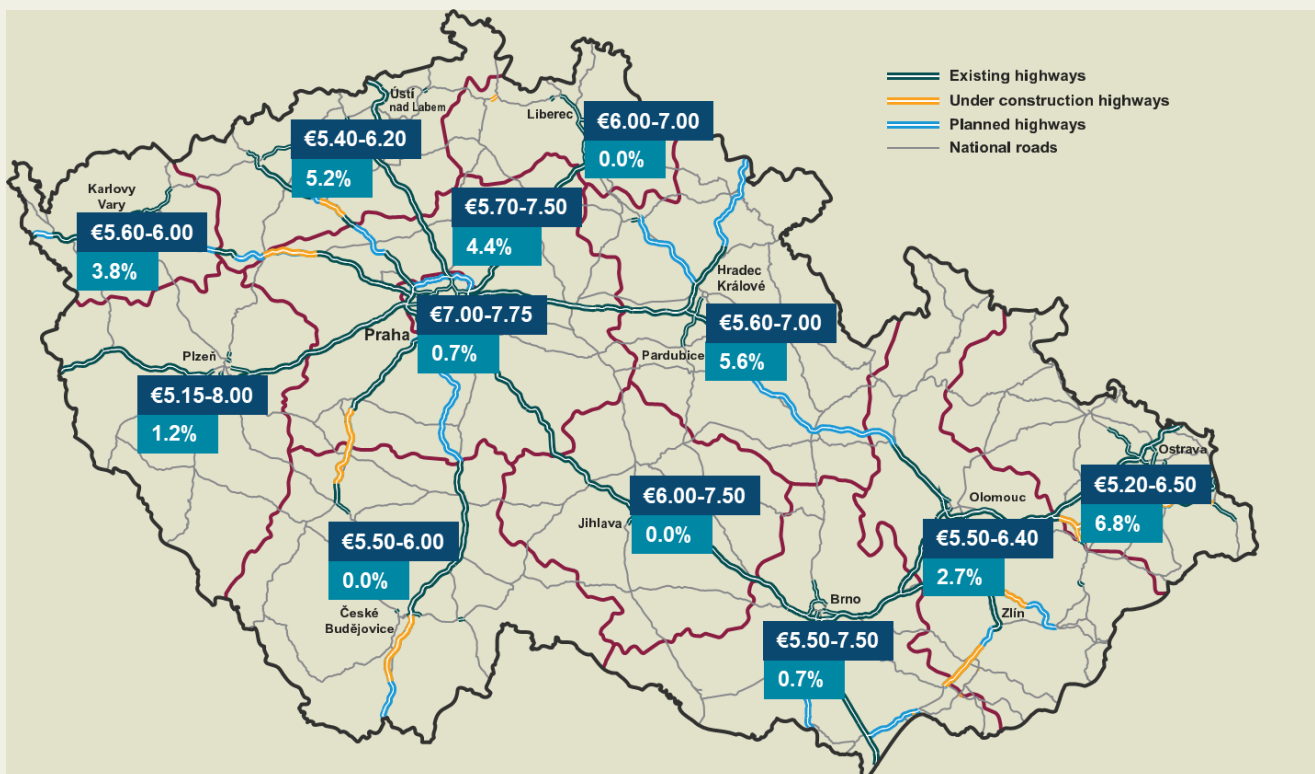 Existing highways
Under construction highways
Planned highways
National roads
Ústí
nad Labem
Liberec
€6.00-7.00
0.0%
€5.40-6.20
5.2%
Karlovy
Vary
€5.60-6.00
3.8%
€5.70-7.50
4.4%
Hradec
Králové
Praha
€7.00-7.75
0.7%
€5.60-7.00
5.6%
Pardubice
Plzeň
€5.15-8.00
1.2%
Ostrava
€5.20-6.50
6.8%
Jihlava
€6.00-7.50
0.0%
Olomouc
€5.50-6.40
2.7%
€5.50-6.00
0.0%
České
Budějovice
Brno
€5.50-7.50
0.7%
Zlín